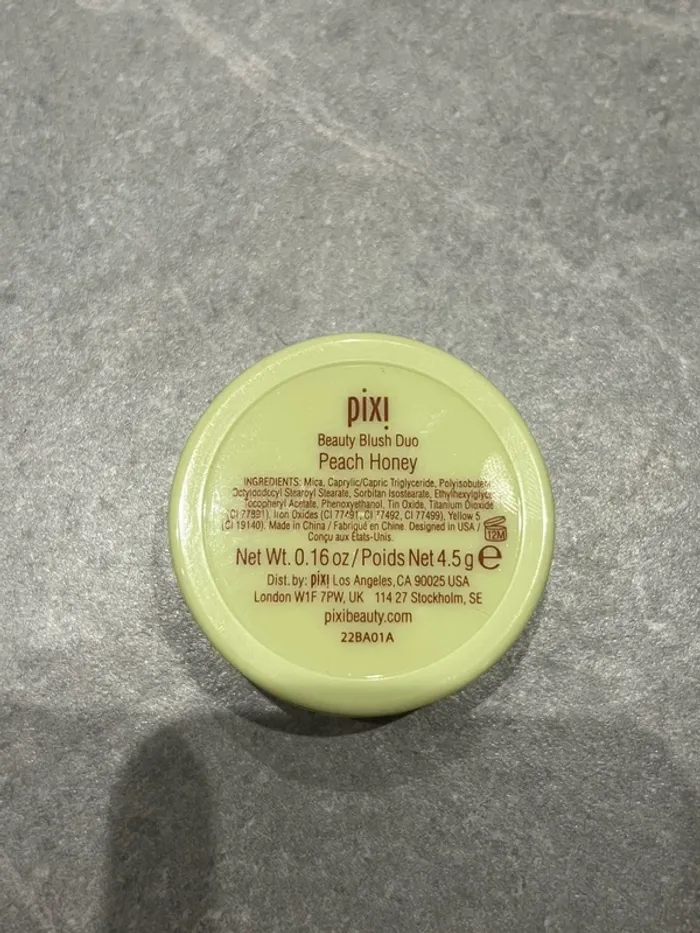 pixi
Beauty Blush Duo
Peach Honey
INGREDIENTS: Mica, Caprylic/Capric Triglyceride, Polyisobutene,
Octyldodecyl Stearoyl Stearate, Sorbitan Isostearate,
Tocopheryl Acetate, Phenoxyethanol, Tin Oxide, Titanium Dioxide
(CI 77891), Iron Oxides (CI 77491, CI 77492, CI 77499), Yellow 5
(CI 19140). Made in China / Fabriqué en Chine. Designed in USA /
Conçu aux États-Unis.
12M
Net Wt. 0.16 oz / Poids Net 4.5 g e
Dist. by: pixi Los Angeles, CA 90025 USA
London W1F 7PW, UK 114 27 Stockholm, SE
pixibeauty.com
22BA01A